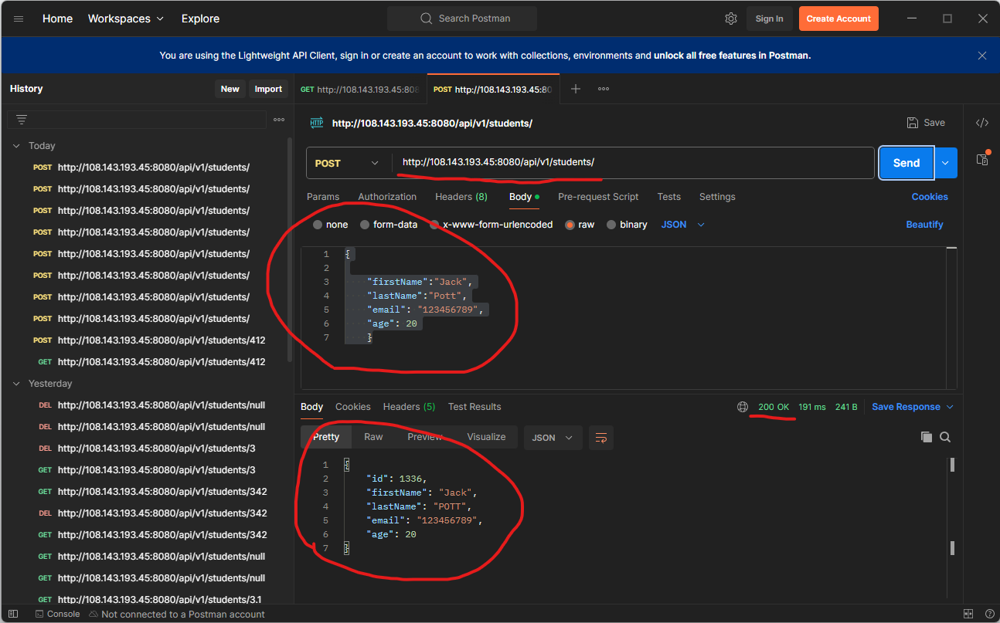 Home Workspaces Explore Search Postman Sign In Create Account
You are using the Lightweight API Client, sign in or create an account to work with collections, environments and unlock all free features in Postman.
History New Import
Today
POST http://108.143.193.45:8080/api/v1/students/
POST http://108.143.193.45:8080/api/v1/students/
POST http://108.143.193.45:8080/api/v1/students/
POST http://108.143.193.45:8080/api/v1/students/
POST http://108.143.193.45:8080/api/v1/students/
POST http://108.143.193.45:8080/api/v1/students/
POST http://108.143.193.45:8080/api/v1/students/
POST http://108.143.193.45:8080/api/v1/students/
POST http://108.143.193.45:8080/api/v1/students/412
GET http://108.143.193.45:8080/api/v1/students/412
Yesterday
DEL http://108.143.193.45:8080/api/v1/students/null
DEL http://108.143.193.45:8080/api/v1/students/null
DEL http://108.143.193.45:8080/api/v1/students/3
GET http://108.143.193.45:8080/api/v1/students/3
GET http://108.143.193.45:8080/api/v1/students/342
DEL http://108.143.193.45:8080/api/v1/students/342
GET http://108.143.193.45:8080/api/v1/students/342
GET http://108.143.193.45:8080/api/v1/students/null
GET http://108.143.193.45:8080/api/v1/students/null
GET http://108.143.193.45:8080/api/v1/students/3.1
GET http://108.143.193.45:808 POST http://108.143.193.45:80
HTTP http://108.143.193.45:8080/api/v1/students/ Save
POST http://108.143.193.45:8080/api/v1/students/ Send
Params Authorization Headers (8) Body Pre-request Script Tests Settings Cookies
none form-data x-www-form-urlencoded raw binary JSON Beautify
1 {
2
3 "firstName":"Jack",
4 "lastName":"Pott",
5 "email": "123456789",
6 "age": 20
7 }
Body Cookies Headers (5) Test Results 200 OK 191 ms 241 B Save Response
Pretty Raw Preview Visualize JSON
1 {
2 "id": 1336,
3 "firstName": "Jack",
4 "lastName": "POTT",
5 "email": "123456789",
6 "age": 20
7 }
Console Not connected to a Postman account